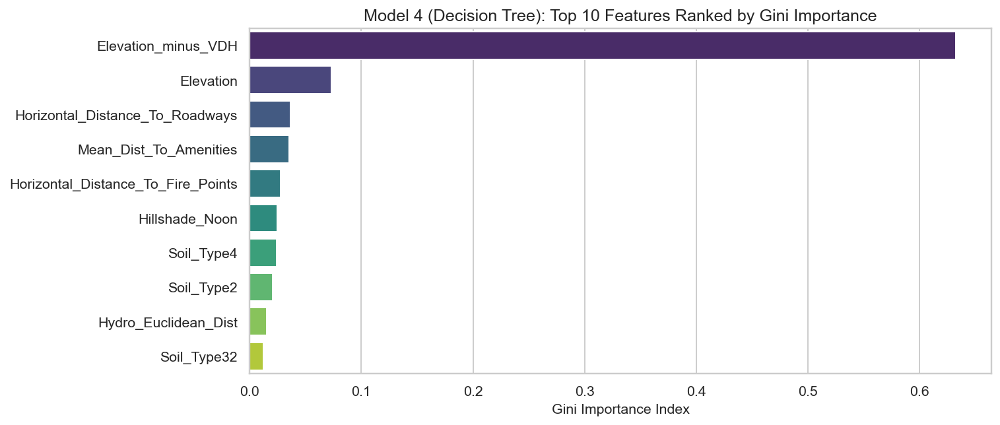 Model 4 (Decision Tree): Top 10 Features Ranked by Gini Importance
Elevation_minus_VDH
Elevation
Horizontal_Distance_To_Roadways
Mean_Dist_To_Amenities
Horizontal_Distance_To_Fire_Points
Hillshade_Noon
Soil_Type4
Soil_Type2
Hydro_Euclidean_Dist
Soil_Type32
0.0 0.1 0.2 0.3 0.4 0.5 0.6
Gini Importance Index